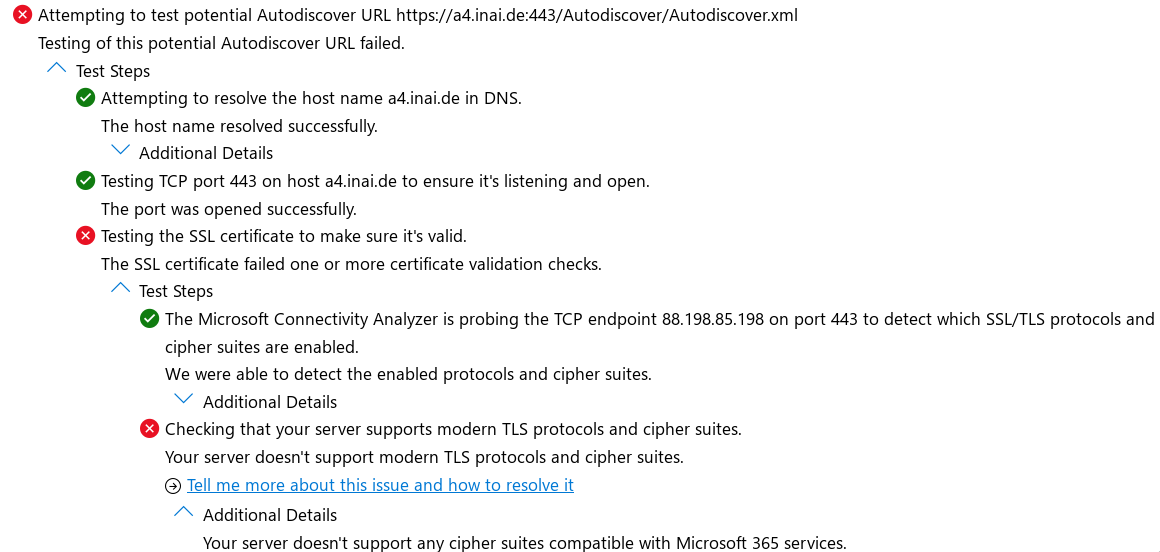 Attempting to test potential Autodiscover URL https://a4.inai.de:443/Autodiscover/Autodiscover.xml
Testing of this potential Autodiscover URL failed.
Test Steps
Attempting to resolve the host name a4.inai.de in DNS.
The host name resolved successfully.
Additional Details
Testing TCP port 443 on host a4.inai.de to ensure it's listening and open.
The port was opened successfully.
Testing the SSL certificate to make sure it's valid.
The SSL certificate failed one or more certificate validation checks.
Test Steps
The Microsoft Connectivity Analyzer is probing the TCP endpoint 88.198.85.198 on port 443 to detect which SSL/TLS protocols and
cipher suites are enabled.
We were able to detect the enabled protocols and cipher suites.
Additional Details
Checking that your server supports modern TLS protocols and cipher suites.
Your server doesn't support modern TLS protocols and cipher suites.
Tell me more about this issue and how to resolve it
Additional Details
Your server doesn't support any cipher suites compatible with Microsoft 365 services.